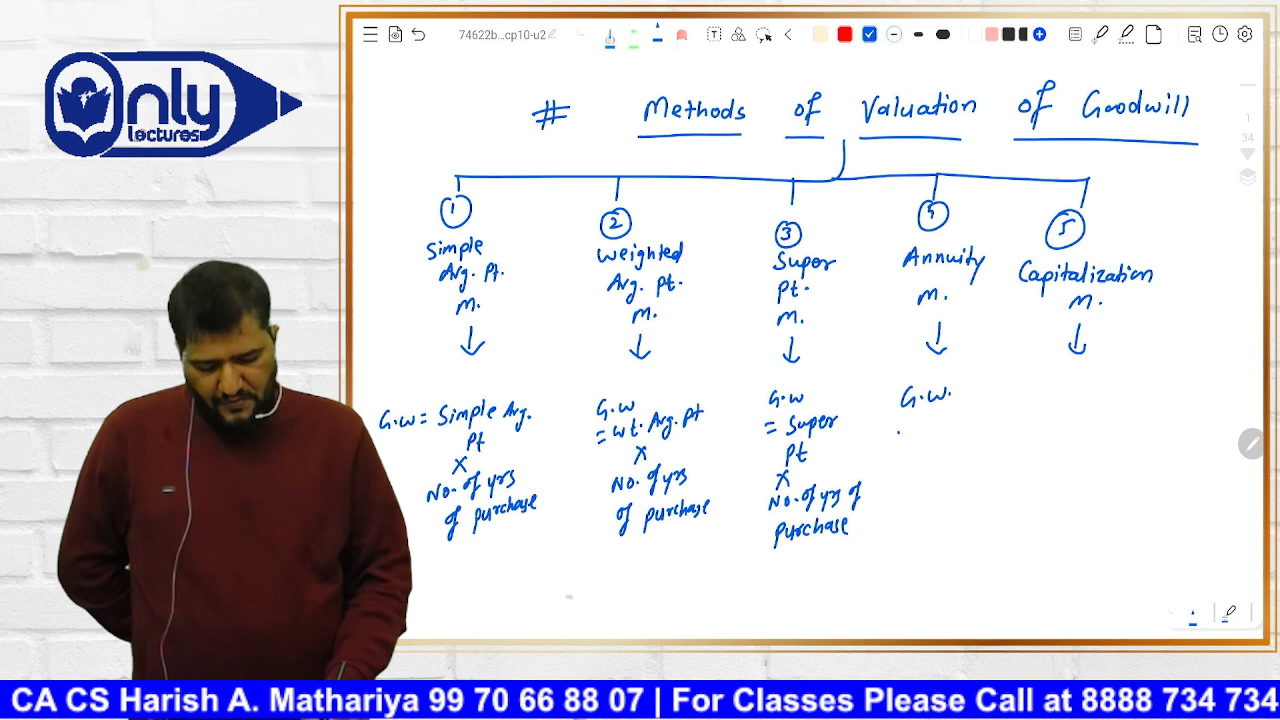 Only
lectures
74622b...cp10-u2
# Methods of Valuation of Goodwill
1
34
① ② ③ ④ ⑤
Simple
Avg. Pt.
M.
Weighted
Avg. Pt.
M.
Super
Pt.
M.
Annuity
M.
Capitalization
M.
G.W = Simple Avg.
Pt
X
No. of yrs
of purchase
G.W
= Wt. Avg. Pt
X
No. of yrs
of purchase
G.W
= Super
Pt
X
No. of yrs of
purchase
G.W.
CA CS Harish A. Mathariya 99 70 66 88 07 | For Classes Please Call at 8888 734 734